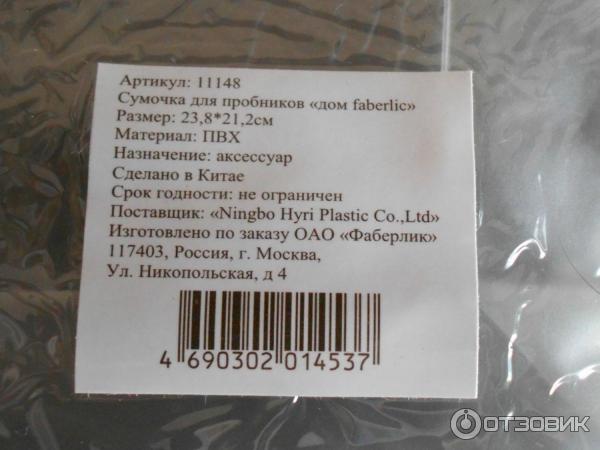 Артикул: 11148
Сумочка для пробников «дом faberlic»
Размер: 23,8*21,2см
Материал: ПВХ
Назначение: аксессуар
Сделано в Китае
Срок годности: не ограничен
Поставщик: «Ningbo Hyri Plastic Co.,Ltd»
Изготовлено по заказу ОАО «Фаберлик»
117403, Россия, г. Москва,
Ул. Никопольская, д 4
4 690302 014537
ОТЗОВИК